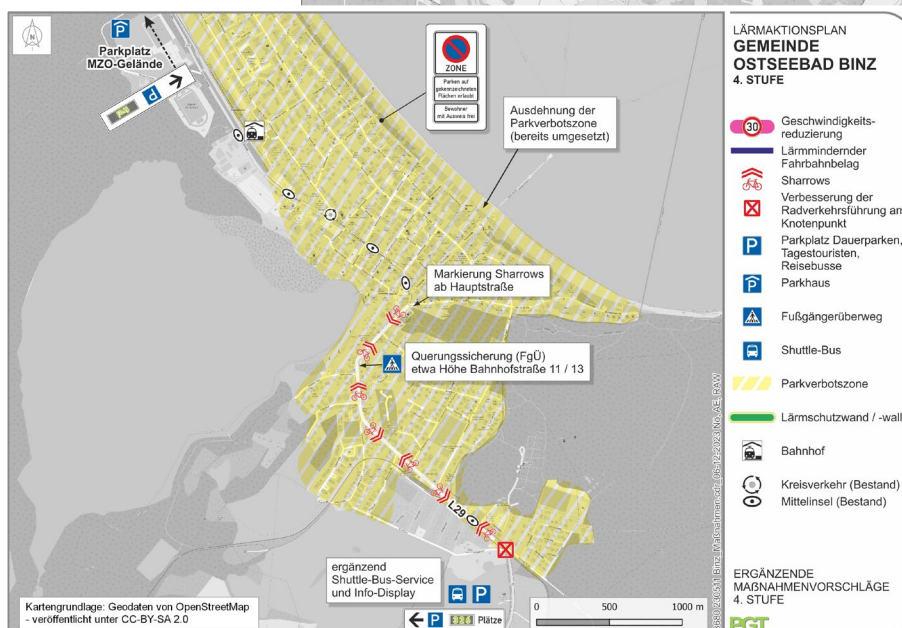 Parkplatz
MZO-Gelände
P
ZONE
Parken auf
gekennzeichneten
Flächen erlaubt
Bewohner
mit Ausweis frei
Ausdehnung der
Parkverbotszone
(bereits umgesetzt)
Markierung Sharrows
ab Hauptstraße
Querungssicherung (FgÜ)
etwa Höhe Bahnhofstraße 11 / 13
L29
ergänzend
Shuttle-Bus-Service
und Info-Display
P
P
Plätze
0 500 1000 m
Kartengrundlage: Geodaten von OpenStreetMap
- veröffentlicht unter CC-BY-SA 2.0
LÄRMAKTIONSPLAN
GEMEINDE
OSTSEEBAD BINZ
4. STUFE
30
Geschwindigkeits-
reduzierung
Lärmmindernder
Fahrbahnbelag
Sharrows
Verbesserung der
Radverkehrsführung am
Knotenpunkt
P
Parkplatz Dauerparken,
Tagestouristen,
Reisebusse
P
Parkhaus
Fußgängerüberweg
Shuttle-Bus
Parkverbotszone
Lärmschutzwand / -wall
Bahnhof
Kreisverkehr (Bestand)
Mittelinsel (Bestand)
ERGÄNZENDE
MAßNAHMENVORSCHLÄGE
4. STUFE
PGT